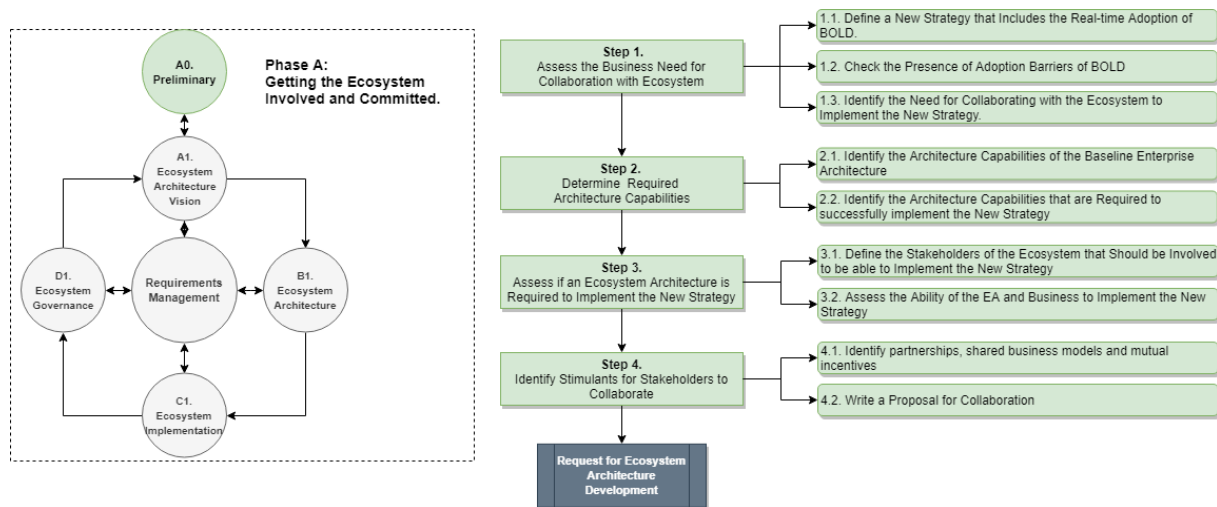 A0.
Preliminary
Phase A:
Getting the Ecosystem
Involved and Committed.
A1.
Ecosystem
Architecture
Vision
D1.
Ecosystem
Governance
Requirements
Management
B1.
Ecosystem
Architecture
C1.
Ecosystem
Implementation
Step 1.
Assess the Business Need for
Collaboration with Ecosystem
1.1. Define a New Strategy that Includes the Real-time Adoption of
BOLD.
1.2. Check the Presence of Adoption Barriers of BOLD
1.3. Identify the Need for Collaborating with the Ecosystem to
Implement the New Strategy.
Step 2.
Determine Required
Architecture Capabilities
2.1. Identify the Architecture Capabilities of the Baseline Enterprise
Architecture
2.2. Identify the Architecture Capabilities that are Required to
successfully implement the New Strategy
Step 3.
Assess if an Ecosystem Architecture is
Required to Implement the New Strategy
3.1. Define the Stakeholders of the Ecosystem that Should be Involved
to be able to Implement the New Strategy
3.2. Assess the Ability of the EA and Business to Implement the New
Strategy
Step 4.
Identify Stimulants for Stakeholders to
Collaborate
4.1. Identify partnerships, shared business models and mutual
incentives
4.2. Write a Proposal for Collaboration
Request for Ecosystem
Architecture
Development